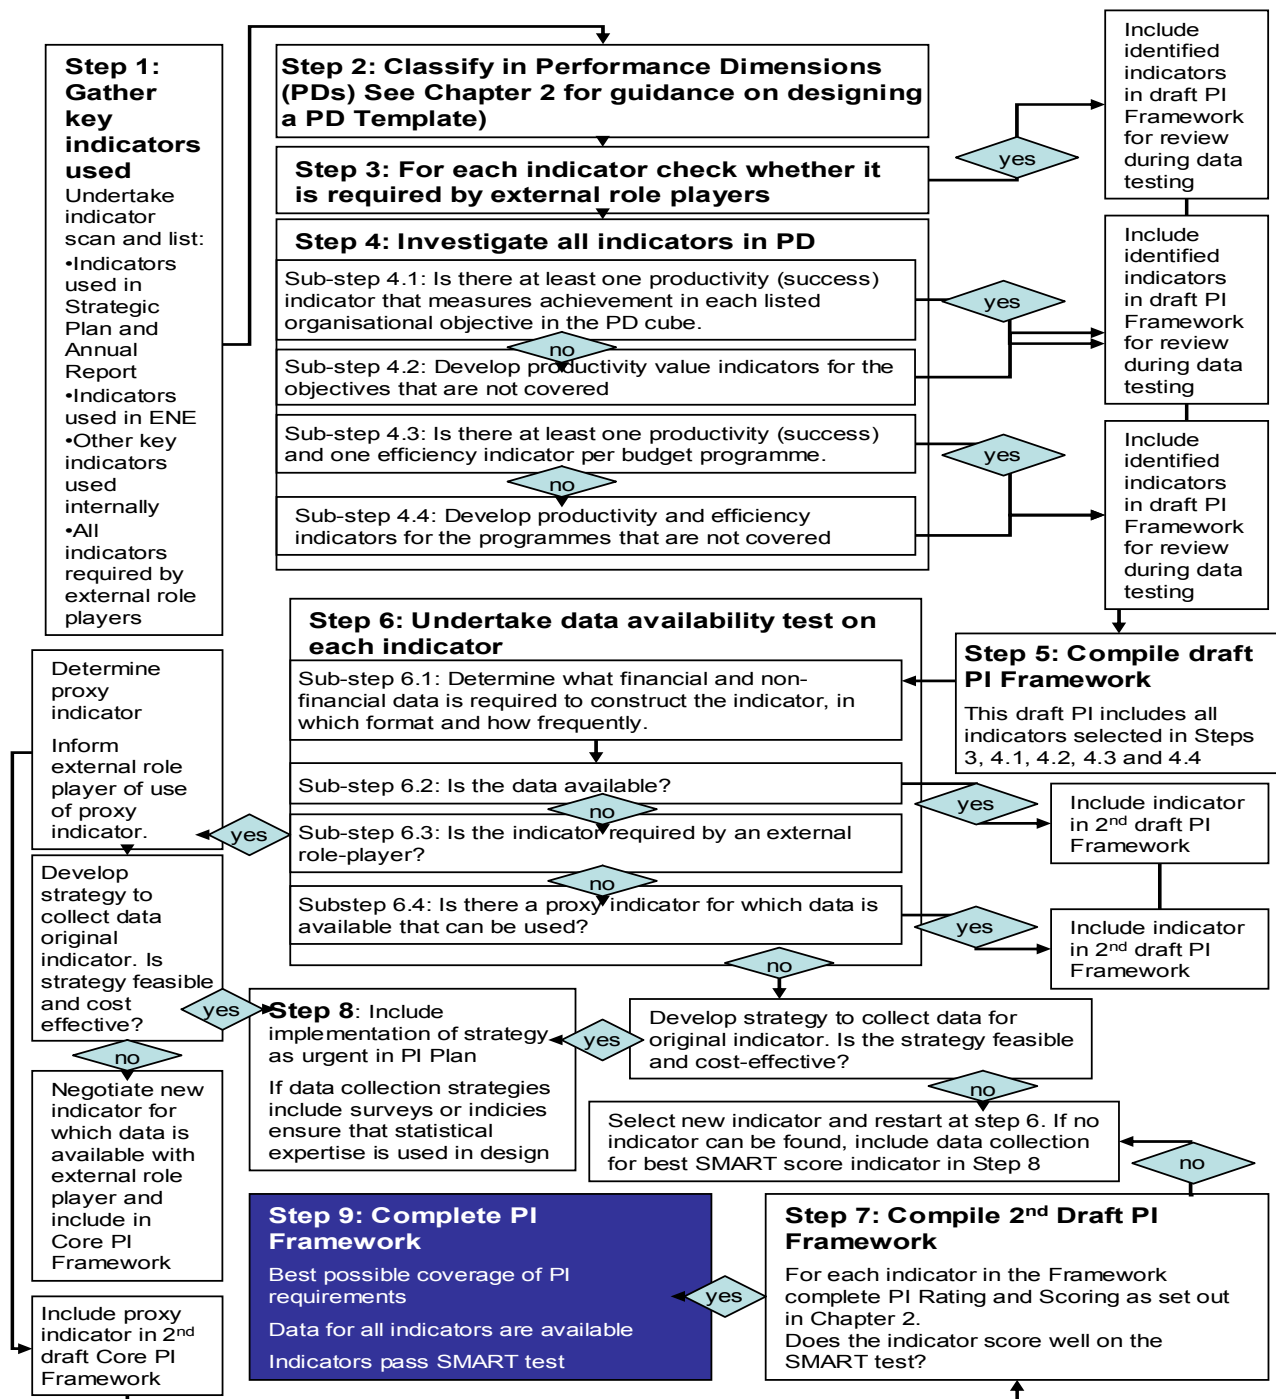 Step 1:
Gather
key
indicators
used
Undertake
indicator
scan and list:
•Indicators
used in
Strategic
Plan and
Annual
Report
•Indicators
used in ENE
•Other key
indicators
used
internally
•All
indicators
required by
external role
players
Step 2: Classify in Performance Dimensions
(PDs) See Chapter 2 for guidance on designing
a PD Template)
Step 3: For each indicator check whether it
is required by external role players
yes
Include
identified
indicators
in draft PI
Framework
for review
during data
testing
Step 4: Investigate all indicators in PD
Sub-step 4.1: Is there at least one productivity (success)
indicator that measures achievement in each listed
organisational objective in the PD cube.
yes
no
Sub-step 4.2: Develop productivity value indicators for the
objectives that are not covered
Include
identified
indicators
in draft PI
Framework
for review
during data
testing
Sub-step 4.3: Is there at least one productivity (success)
and one efficiency indicator per budget programme.
yes
no
Sub-step 4.4: Develop productivity and efficiency
indicators for the programmes that are not covered
Include
identified
indicators
in draft PI
Framework
for review
during data
testing
Step 5: Compile draft
PI Framework
This draft PI includes all
indicators selected in Steps
3, 4.1, 4.2, 4.3 and 4.4
Step 6: Undertake data availability test on
each indicator
Sub-step 6.1: Determine what financial and non-
financial data is required to construct the indicator, in
which format and how frequently.
Sub-step 6.2: Is the data available?
yes
Include indicator
in 2nd draft PI
Framework
no
Sub-step 6.3: Is the indicator required by an external
role-player?
yes
no
Substep 6.4: Is there a proxy indicator for which data is
available that can be used?
yes
Include indicator
in 2nd draft PI
Framework
no
Determine
proxy
indicator
Inform
external role
player of use
of proxy
indicator.
Develop
strategy to
collect data
original
indicator. Is
strategy feasible
and cost
effective?
yes
no
Negotiate new
indicator for
which data is
available with
external role
player and
include in
Core PI
Framework
Include proxy
indicator in 2nd
draft Core PI
Framework
Step 8: Include
implementation of strategy
as urgent in PI Plan
If data collection strategies
include surveys or indicies
ensure that statistical
expertise is used in design
yes
Develop strategy to collect data for
original indicator. Is the strategy feasible
and cost-effective?
no
Select new indicator and restart at step 6. If no
indicator can be found, include data collection
for best SMART score indicator in Step 8
no
Step 7: Compile 2nd Draft PI
Framework
For each indicator in the Framework
complete PI Rating and Scoring as set out
in Chapter 2.
Does the indicator score well on the
SMART test?
yes
Step 9: Complete PI
Framework
Best possible coverage of PI
requirements
Data for all indicators are available
Indicators pass SMART test